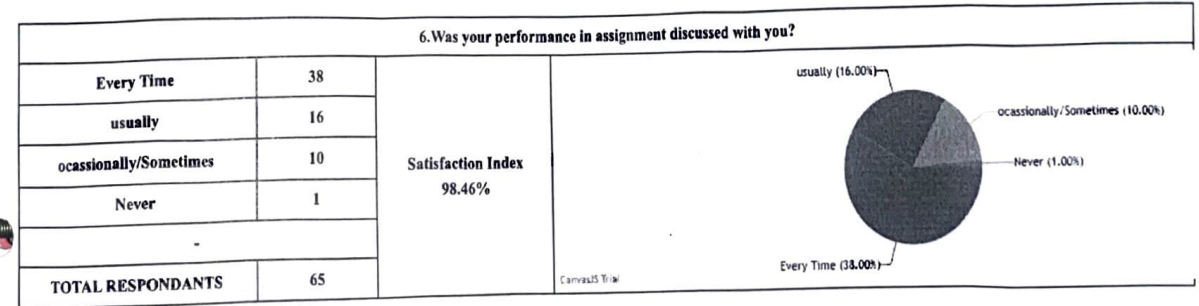 6.Was your performance in assignment discussed with you?
Every Time 38
usually 16
ocassionally/Sometimes 10
Never 1
-
TOTAL RESPONDANTS 65
Satisfaction Index
98.46%
usually (16.00%)
ocassionally/Sometimes (10.00%)
Never (1.00%)
Every Time (38.00%)
CanvasJS Trial